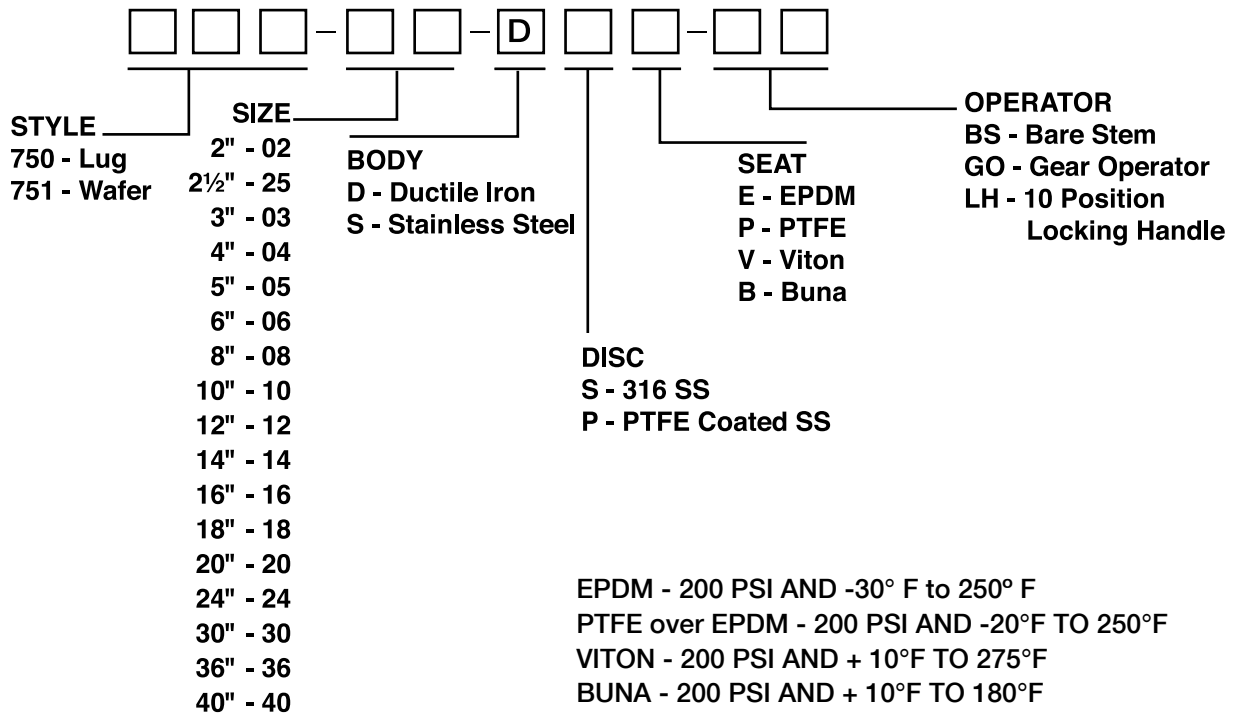 D
STYLE
750 - Lug
751 - Wafer
SIZE
2" - 02
2½" - 25
3" - 03
4" - 04
5" - 05
6" - 06
8" - 08
10" - 10
12" - 12
14" - 14
16" - 16
18" - 18
20" - 20
24" - 24
30" - 30
36" - 36
40" - 40
BODY
D - Ductile Iron
S - Stainless Steel
DISC
S - 316 SS
P - PTFE Coated SS
SEAT
E - EPDM
P - PTFE
V - Viton
B - Buna
OPERATOR
BS - Bare Stem
GO - Gear Operator
LH - 10 Position
Locking Handle
EPDM - 200 PSI AND -30° F to 250º F
PTFE over EPDM - 200 PSI AND -20°F TO 250°F
VITON - 200 PSI AND + 10°F TO 275°F
BUNA - 200 PSI AND + 10°F TO 180°F